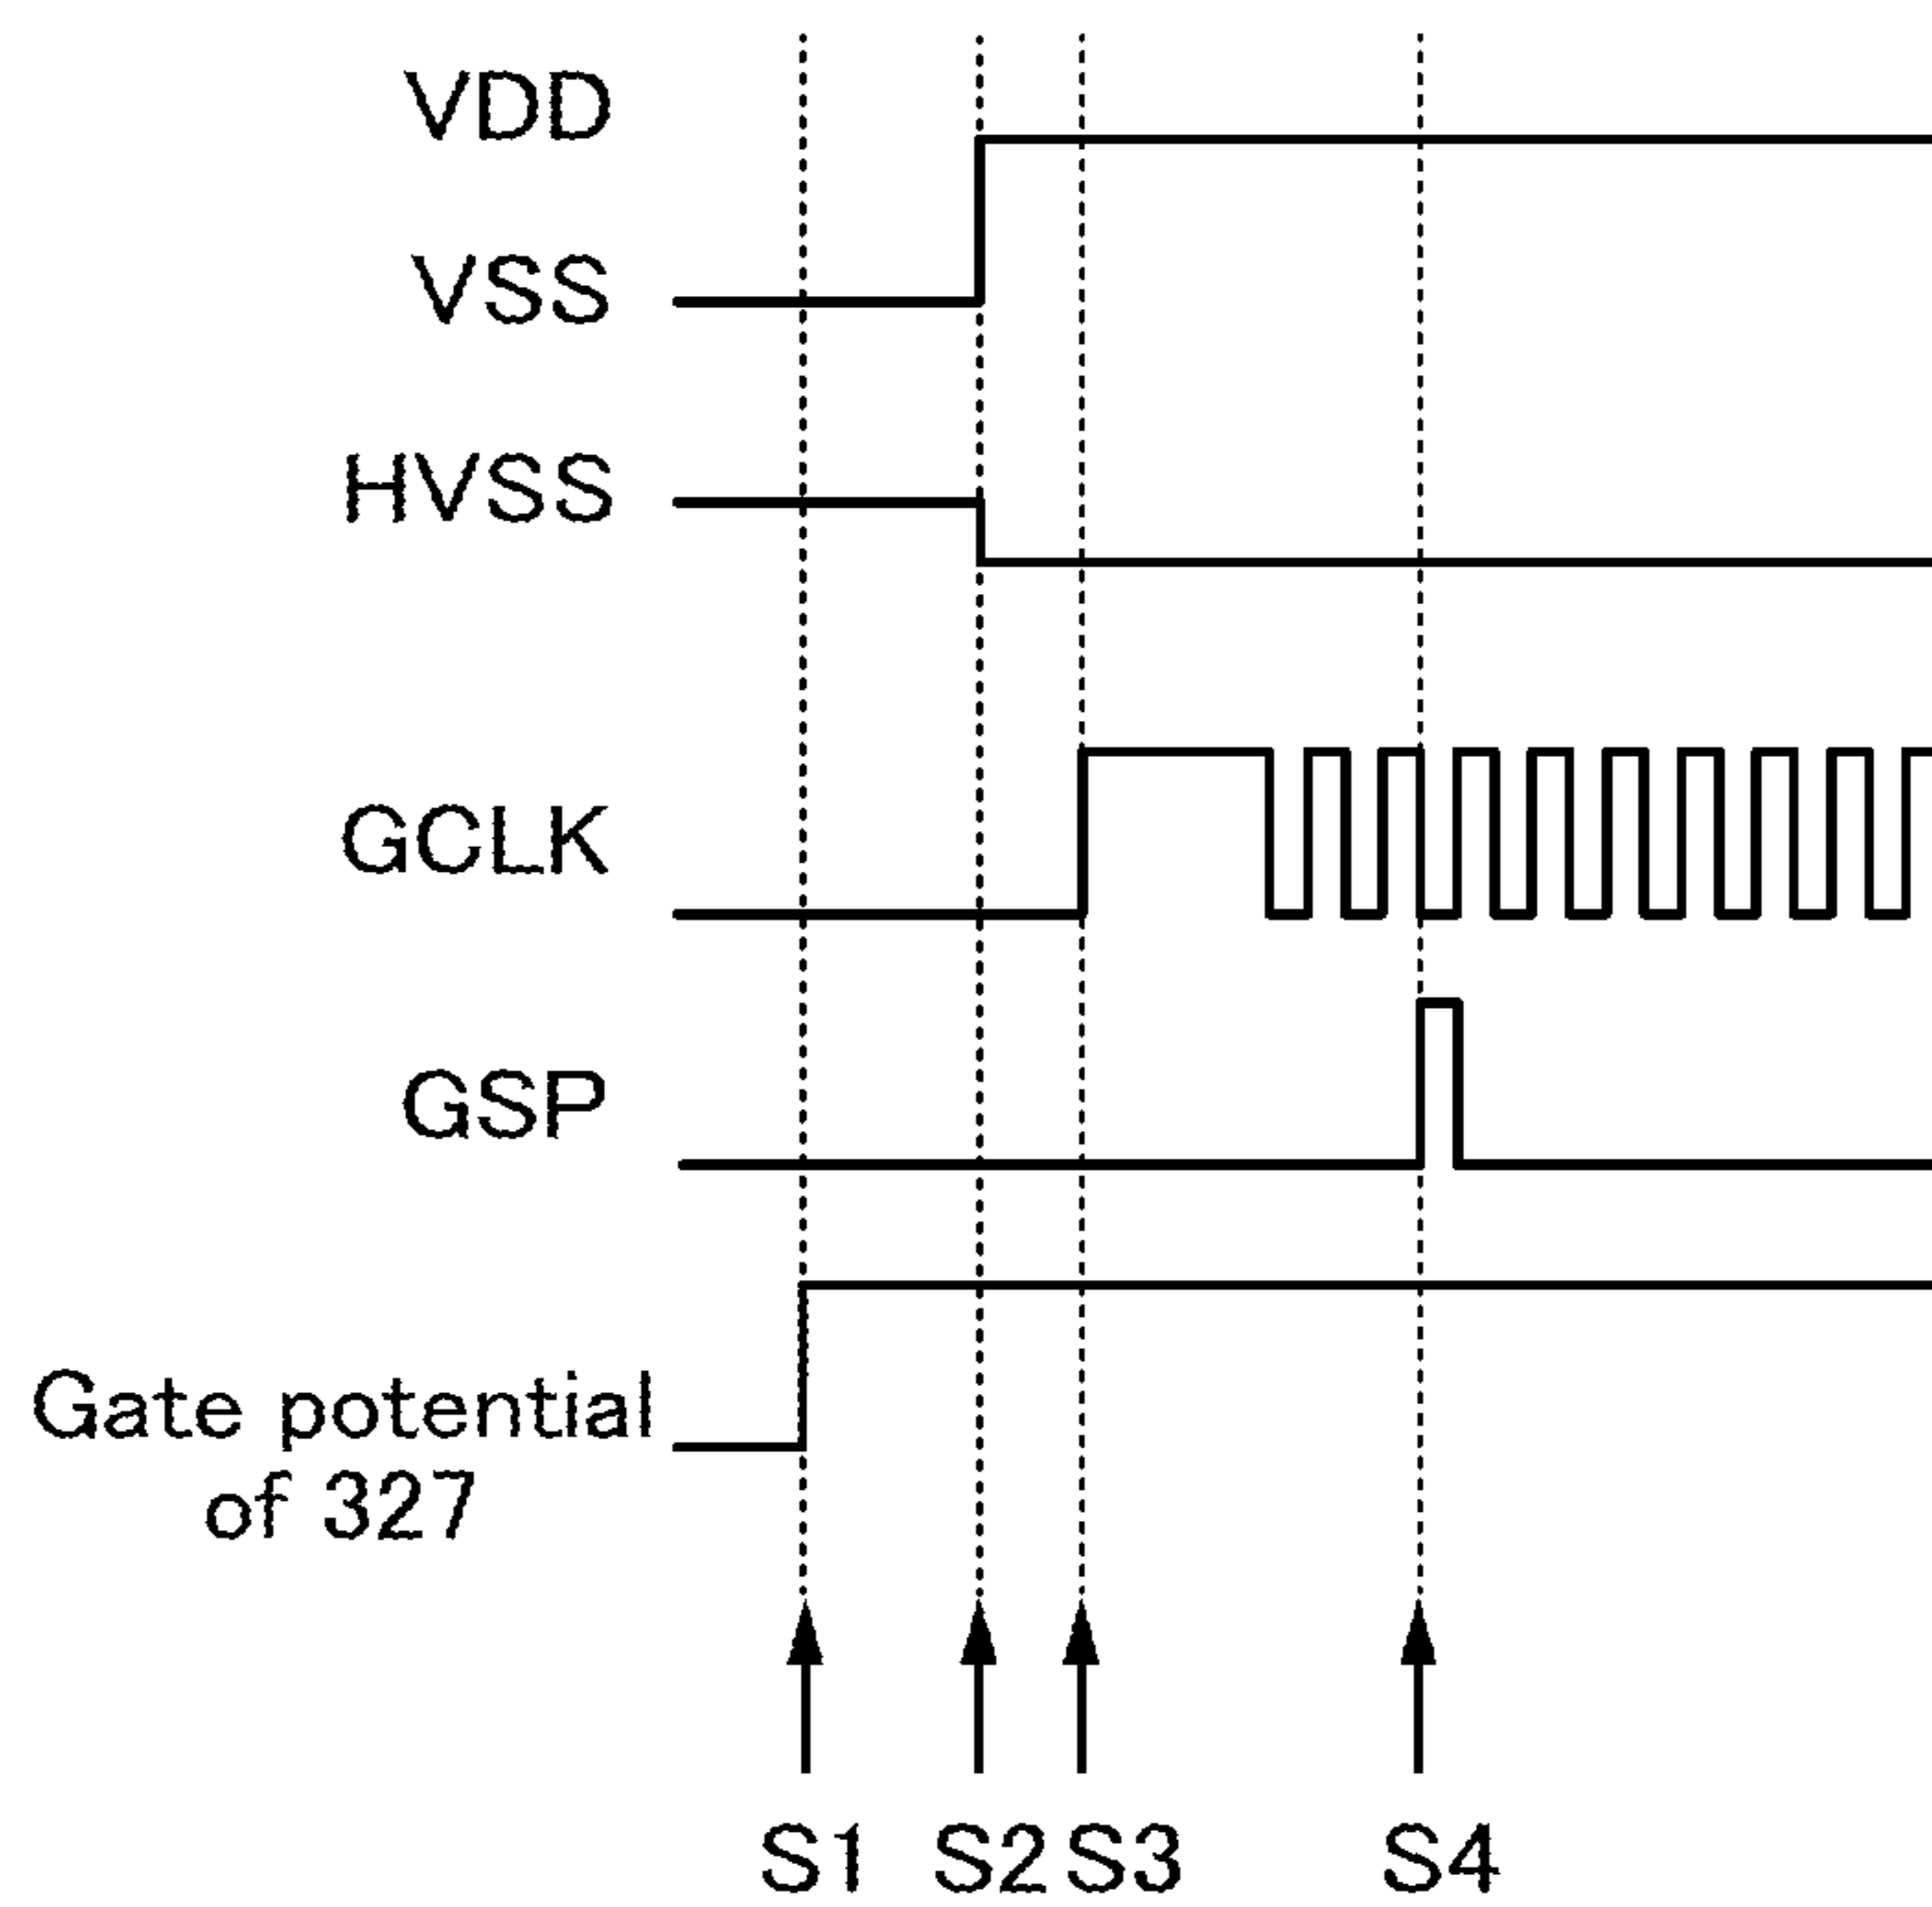 VDD
VSS
HVSS
GCLK
GSP
Gate potential
of 327
S1 S2 S3 S4